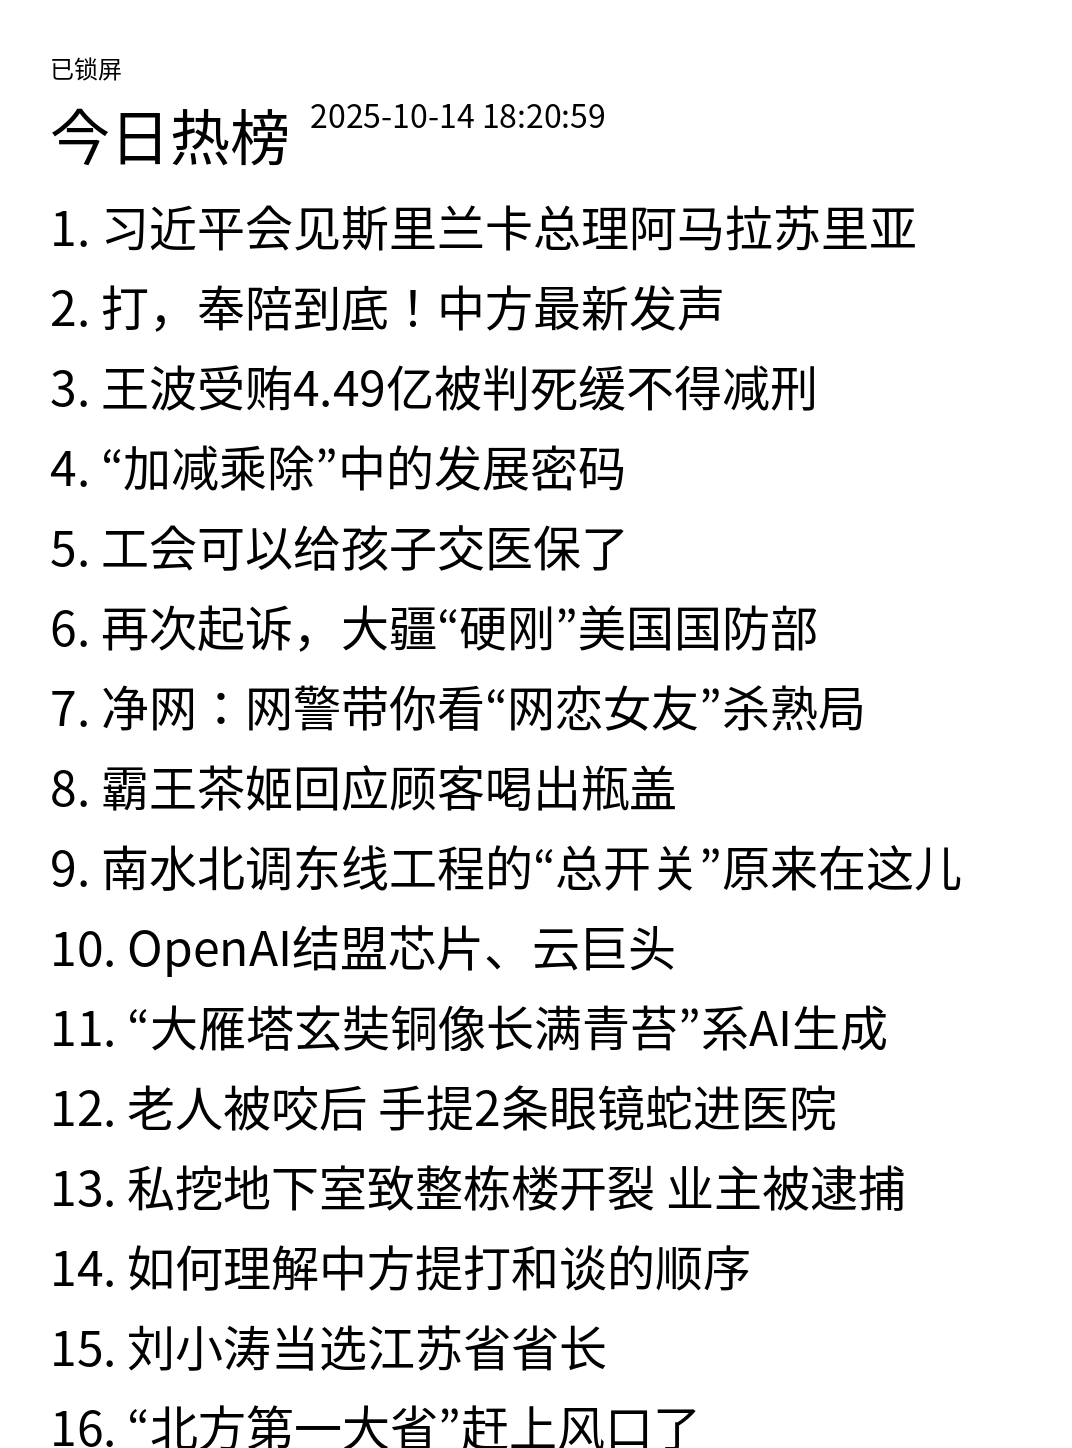 已锁屏
今日热榜 2025-10-14 18:20:59
1. 习近平会见斯里兰卡总理阿马拉苏里亚
2. 打，奉陪到底！中方最新发声
3. 王波受贿4.49亿被判死缓不得减刑
4. “加减乘除”中的发展密码
5. 工会可以给孩子交医保了
6. 再次起诉，大疆“硬刚”美国国防部
7. 净网：网警带你看“网恋女友”杀熟局
8. 霸王茶姬回应顾客喝出瓶盖
9. 南水北调东线工程的“总开关”原来在这儿
10. OpenAI结盟芯片、云巨头
11. “大雁塔玄奘铜像长满青苔”系AI生成
12. 老人被咬后 手提2条眼镜蛇进医院
13. 私挖地下室致整栋楼开裂 业主被逮捕
14. 如何理解中方提打和谈的顺序
15. 刘小涛当选江苏省省长
16. “北方第一大省”赶上风口了